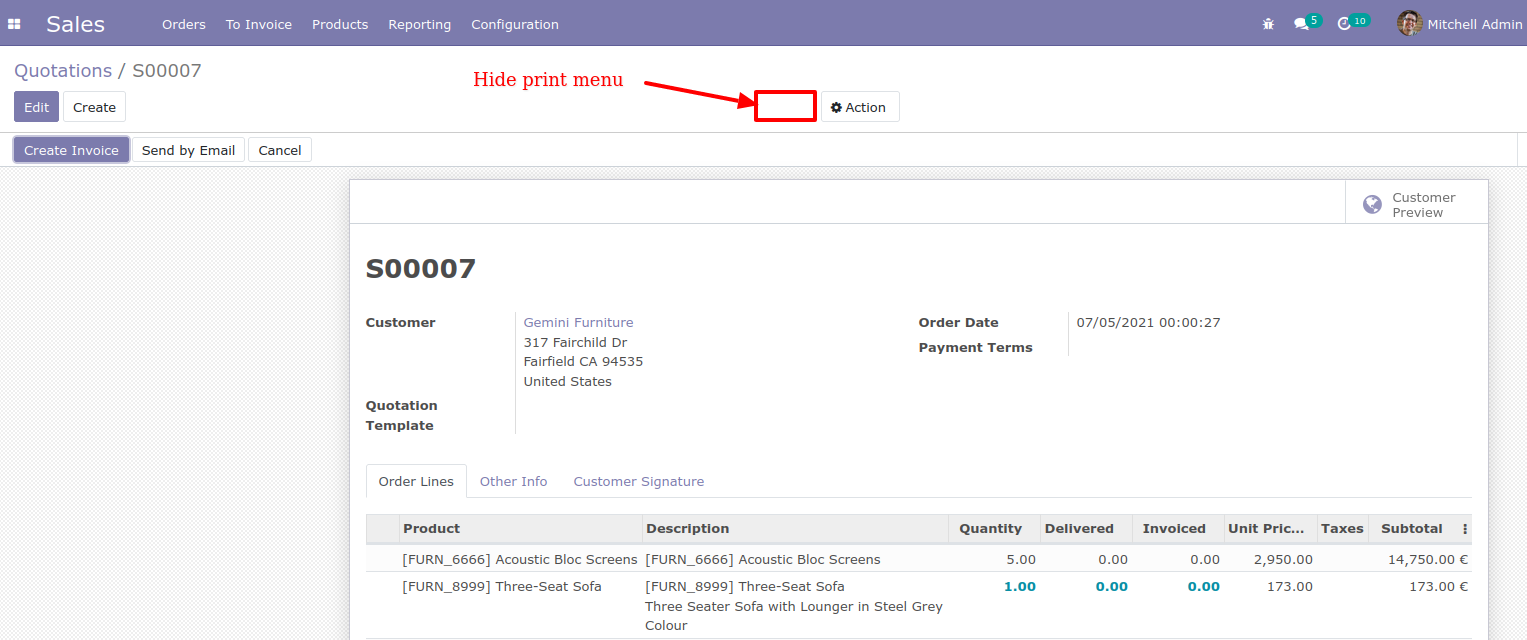 Sales Orders To Invoice Products Reporting Configuration 5 10 Mitchell Admin
Quotations / S00007
Hide print menu
Edit Create Action
Create Invoice Send by Email Cancel
Customer
Preview
S00007
Customer Gemini Furniture Order Date 07/05/2021 00:00:27
317 Fairchild Dr
Payment Terms
Fairfield CA 94535
United States
Quotation
Template
Order Lines Other Info Customer Signature
Product Description Quantity Delivered Invoiced Unit Pric... Taxes Subtotal
[FURN_6666] Acoustic Bloc Screens [FURN_6666] Acoustic Bloc Screens 5.00 0.00 0.00 2,950.00 14,750.00 €
[FURN_8999] Three-Seat Sofa [FURN_8999] Three-Seat Sofa 1.00 0.00 0.00 173.00 173.00 €
Three Seater Sofa with Lounger in Steel Grey
Colour